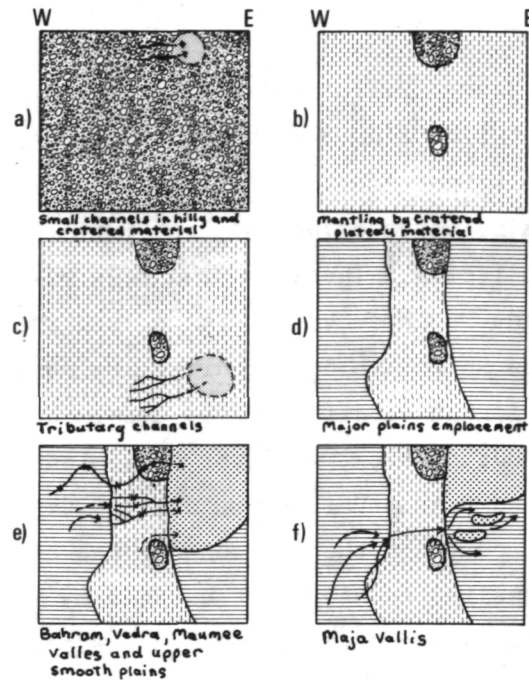 W E W E
a) b)
Small channels in hilly and
cratered material
Mantling by cratered
plateau material
c) d)
Tributary channels
Major plains emplacement
e) f)
Bahram, Vedra, Maumee
Valles and upper
smooth plains
Maja Vallis